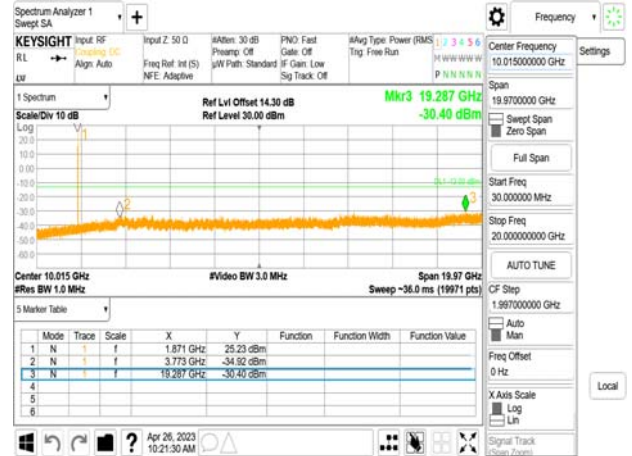 Spectrum Analyzer 1
Swept SA
Frequency
KEYSIGHT
Input: RF
Coupling: DC
Align: Auto
RL
Input Z: 50 Ω
Freq Ref: Int (S)
NFE: Adaptive
#Atten: 30 dB
Preamp: Off
µW Path: Standard
PNO: Fast
Gate: Off
IF Gain: Low
Sig Track: Off
#Avg Type: Power (RMS
Trig: Free Run
1 2 3 4 5 6
M W W W W W
P N N N N N
1 Spectrum
Scale/Div 10 dB
Ref Lvl Offset 14.30 dB
Ref Level 30.00 dBm
Mkr3 19.287 GHz
-30.40 dBm
Log
20.0
10.0
0.00
-10.0
-20.0
-30.0
-40.0
-50.0
-60.0
1
2
3
DL1 -13.00 dBm
Center 10.015 GHz
#Video BW 3.0 MHz
Span 19.97 GHz
#Res BW 1.0 MHz
Sweep ~36.0 ms (19971 pts)
5 Marker Table
Mode Trace Scale X Y Function Function Width Function Value
1 N 1 f 1.871 GHz 25.23 dBm
2 N 1 f 3.773 GHz -34.92 dBm
3 N 1 f 19.287 GHz -30.40 dBm
4
5
6
?
Apr 26, 2023
10:21:30 AM
Center Frequency
10.015000000 GHz
Settings
Span
19.9700000 GHz
Swept Span
Zero Span
Full Span
Start Freq
30.000000 MHz
Stop Freq
20.000000000 GHz
AUTO TUNE
CF Step
1.997000000 GHz
Auto
Man
Freq Offset
0 Hz
Local
X Axis Scale
Log
Lin
Signal Track
(Span Zoom)